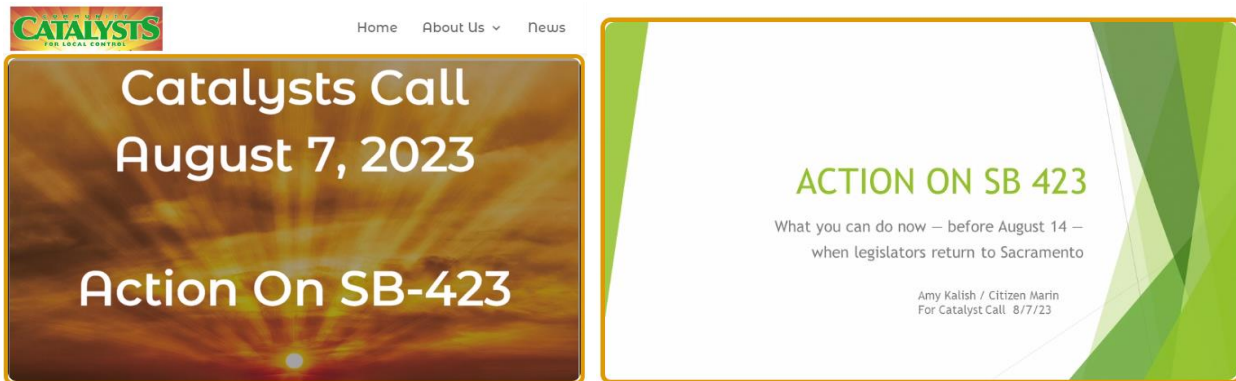 COMMUNITY
CATALYSTS
FOR LOCAL CONTROL
Home About Us News
Catalysts Call
August 7, 2023
Action On SB-423
ACTION ON SB 423
What you can do now — before August 14 —
when legislators return to Sacramento
Amy Kalish / Citizen Marin
For Catalyst Call 8/7/23